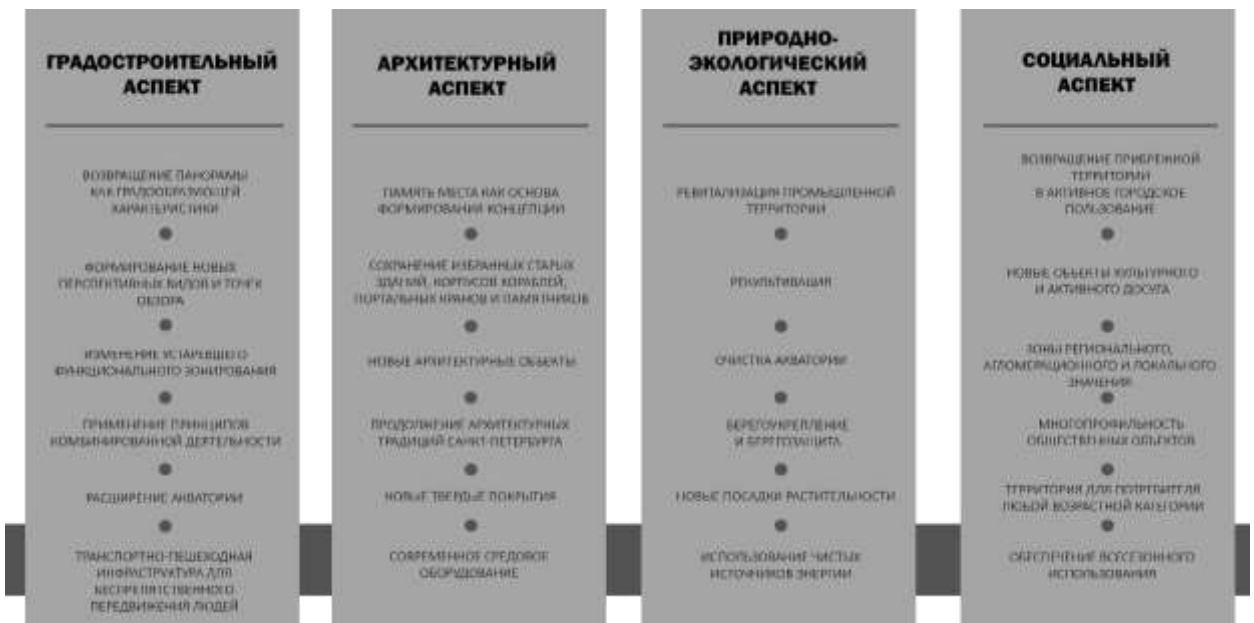 ГРАДОСТРОИТЕЛЬНЫЙ
АСПЕКТ
ВОЗВРАЩЕНИЕ ПАНОРАМЫ
КАК ГРАДООБРАЗУЮЩЕЙ
ХАРАКТЕРИСТИКИ
ФОРМИРОВАНИЕ НОВЫХ
ПЕРСПЕКТИВНЫХ ВИДОВ И ТОЧЕК
ОБЗОРА
ИЗМЕНЕНИЕ УСТАРЕВШЕГО
ФУНКЦИОНАЛЬНОГО ЗОНИРОВАНИЯ
ПРИМЕНЕНИЕ ПРИНЦИПОВ
КОМБИНИРОВАННОЙ ДЕЯТЕЛЬНОСТИ
РАСШИРЕНИЕ АКВАТОРИИ
ТРАНСПОРТНО-ПЕШЕХОДНАЯ
ИНФРАСТРУКТУРА ДЛЯ
БЕСПРЕПЯТСТВЕННОГО
ПЕРЕДВИЖЕНИЯ ЛЮДЕЙ
АРХИТЕКТУРНЫЙ
АСПЕКТ
ПАМЯТЬ МЕСТА КАК ОСНОВА
ФОРМИРОВАНИЯ КОНЦЕПЦИИ
СОХРАНЕНИЕ ИЗБРАННЫХ СТАРЫХ
ЗДАНИЙ, КОРПУСОВ КОРАБЛЕЙ,
ПОРТАЛЬНЫХ КРАНОВ И ПАМЯТНИКОВ
НОВЫЕ АРХИТЕКТУРНЫЕ ОБЪЕКТЫ
ПРОДОЛЖЕНИЕ АРХИТЕКТУРНЫХ
ТРАДИЦИЙ САНКТ-ПЕТЕРБУРГА
НОВЫЕ ТВЕРДЫЕ ПОКРЫТИЯ
СОВРЕМЕННОЕ СРЕДОВОЕ
ОБОРУДОВАНИЕ
ПРИРОДНО-
ЭКОЛОГИЧЕСКИЙ
АСПЕКТ
РЕВИТАЛИЗАЦИЯ ПРОМЫШЛЕННОЙ
ТЕРРИТОРИИ
РЕКУЛЬТИВАЦИЯ
ОЧИСТКА АКВАТОРИИ
БЕРЕГОУКРЕПЛЕНИЕ
И БЕРЕГОЗАЩИТА
НОВЫЕ ПОСАДКИ РАСТИТЕЛЬНОСТИ
ИСПОЛЬЗОВАНИЕ ЧИСТЫХ
ИСТОЧНИКОВ ЭНЕРГИИ
СОЦИАЛЬНЫЙ
АСПЕКТ
ВОЗВРАЩЕНИЕ ПРИБРЕЖНОЙ
ТЕРРИТОРИИ
В АКТИВНОЕ ГОРОДСКОЕ
ПОЛЬЗОВАНИЕ
НОВЫЕ ОБЪЕКТЫ КУЛЬТУРНОГО
И АКТИВНОГО ДОСУГА
ЗОНЫ РЕГИОНАЛЬНОГО,
АГЛОМЕРАЦИОННОГО И ЛОКАЛЬНОГО
ЗНАЧЕНИЯ
МНОГОПРОФИЛЬНОСТЬ
ОБЩЕСТВЕННЫХ ОБЪЕКТОВ
ТЕРРИТОРИЯ ДЛЯ ПОТРЕБИТЕЛЯ
ЛЮБОЙ ВОЗРАСТНОЙ КАТЕГОРИИ
ОБЕСПЕЧЕНИЕ ВСЕСЕЗОННОГО
ИСПОЛЬЗОВАНИЯ